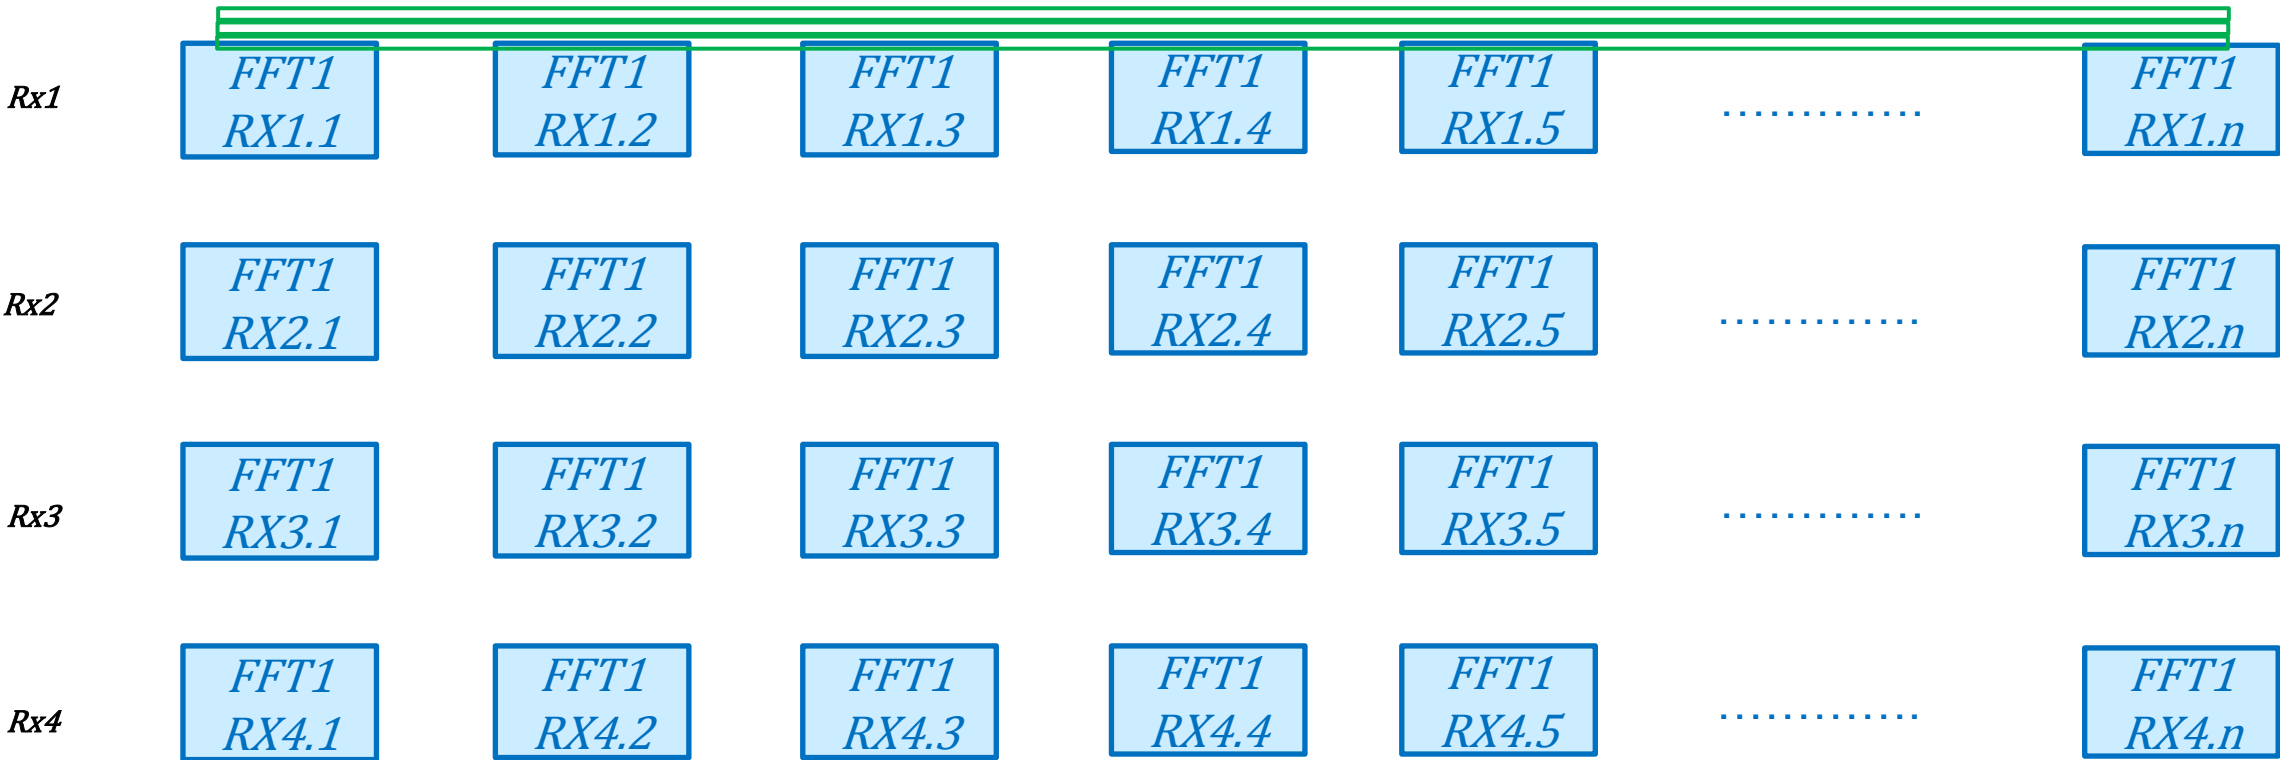 Rx1
FFT1 FFT1 FFT1 FFT1 FFT1 FFT1
RX1.1 RX1.2 RX1.3 RX1.4 RX1.5 ............. RX1.n
Rx2
FFT1 FFT1 FFT1 FFT1 FFT1 FFT1
RX2.1 RX2.2 RX2.3 RX2.4 RX2.5 ............. RX2.n
Rx3
FFT1 FFT1 FFT1 FFT1 FFT1 FFT1
RX3.1 RX3.2 RX3.3 RX3.4 RX3.5 ............. RX3.n
Rx4
FFT1 FFT1 FFT1 FFT1 FFT1 FFT1
RX4.1 RX4.2 RX4.3 RX4.4 RX4.5 ............. RX4.n